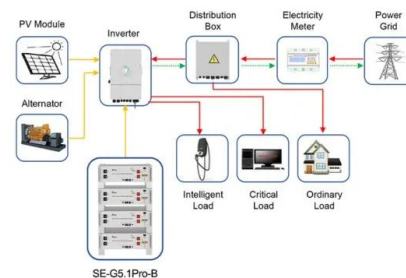 PV Module
Inverter
Distribution
Box
Electricity
Meter
Power
Grid
Alternator
Intelligent
Load
Critical
Load
Ordinary
Load
SE-G5.1Pro-B